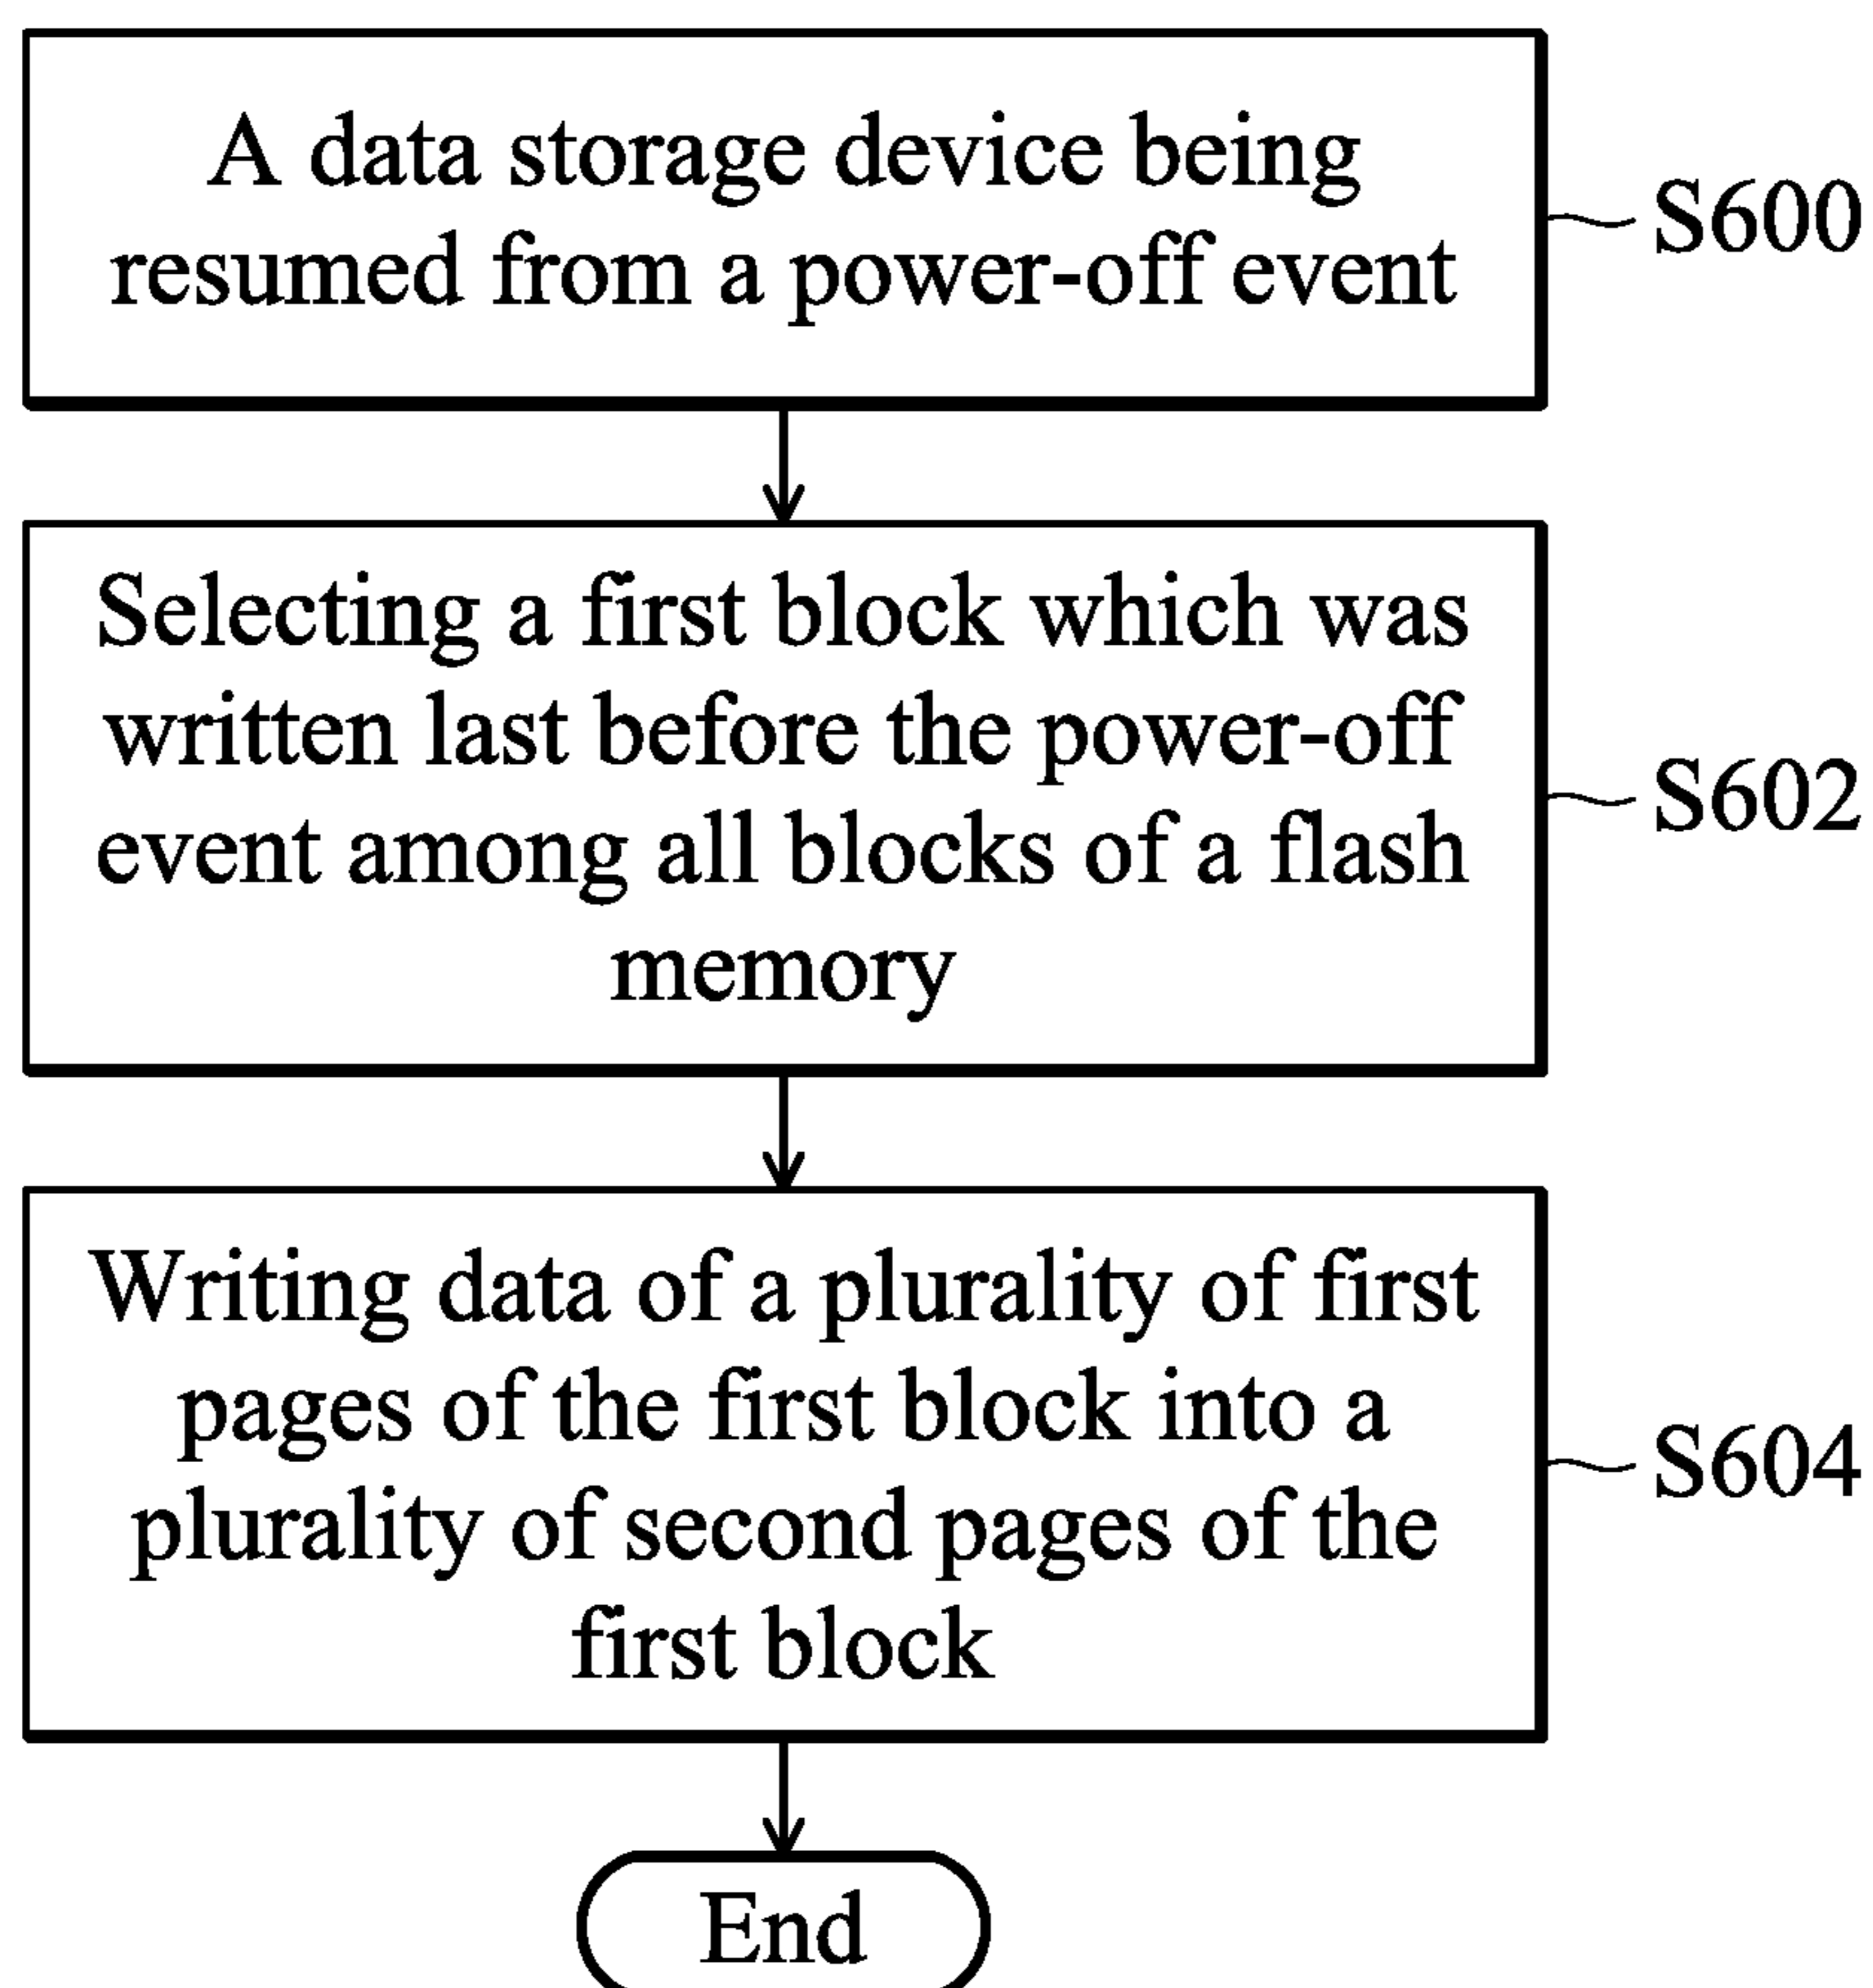 A data storage device being
resumed from a power-off event
S600
Selecting a first block which was
written last before the power-off
event among all blocks of a flash
memory
S602
Writing data of a plurality of first
pages of the first block into a
plurality of second pages of the
first block
S604
End